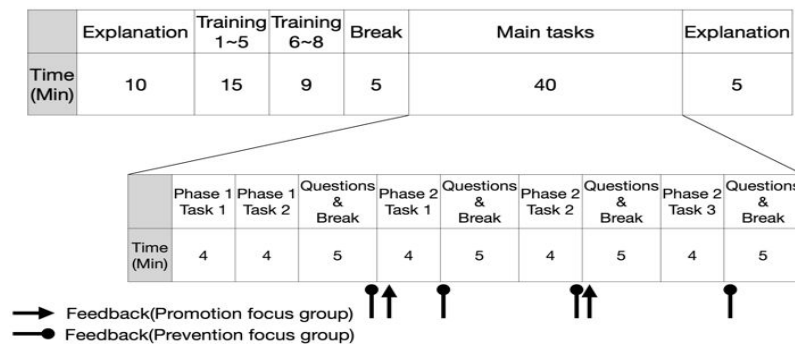 Explanation Training 1~5 Training 6~8 Break Main tasks Explanation
Time (Min) 10 15 9 5 40 5
Phase 1 Task 1 Phase 1 Task 2 Questions & Break Phase 2 Task 1 Questions & Break Phase 2 Task 2 Questions & Break Phase 2 Task 3 Questions & Break
Time (Min) 4 4 5 4 5 4 5 4 5
Feedback(Promotion focus group)
Feedback(Prevention focus group)